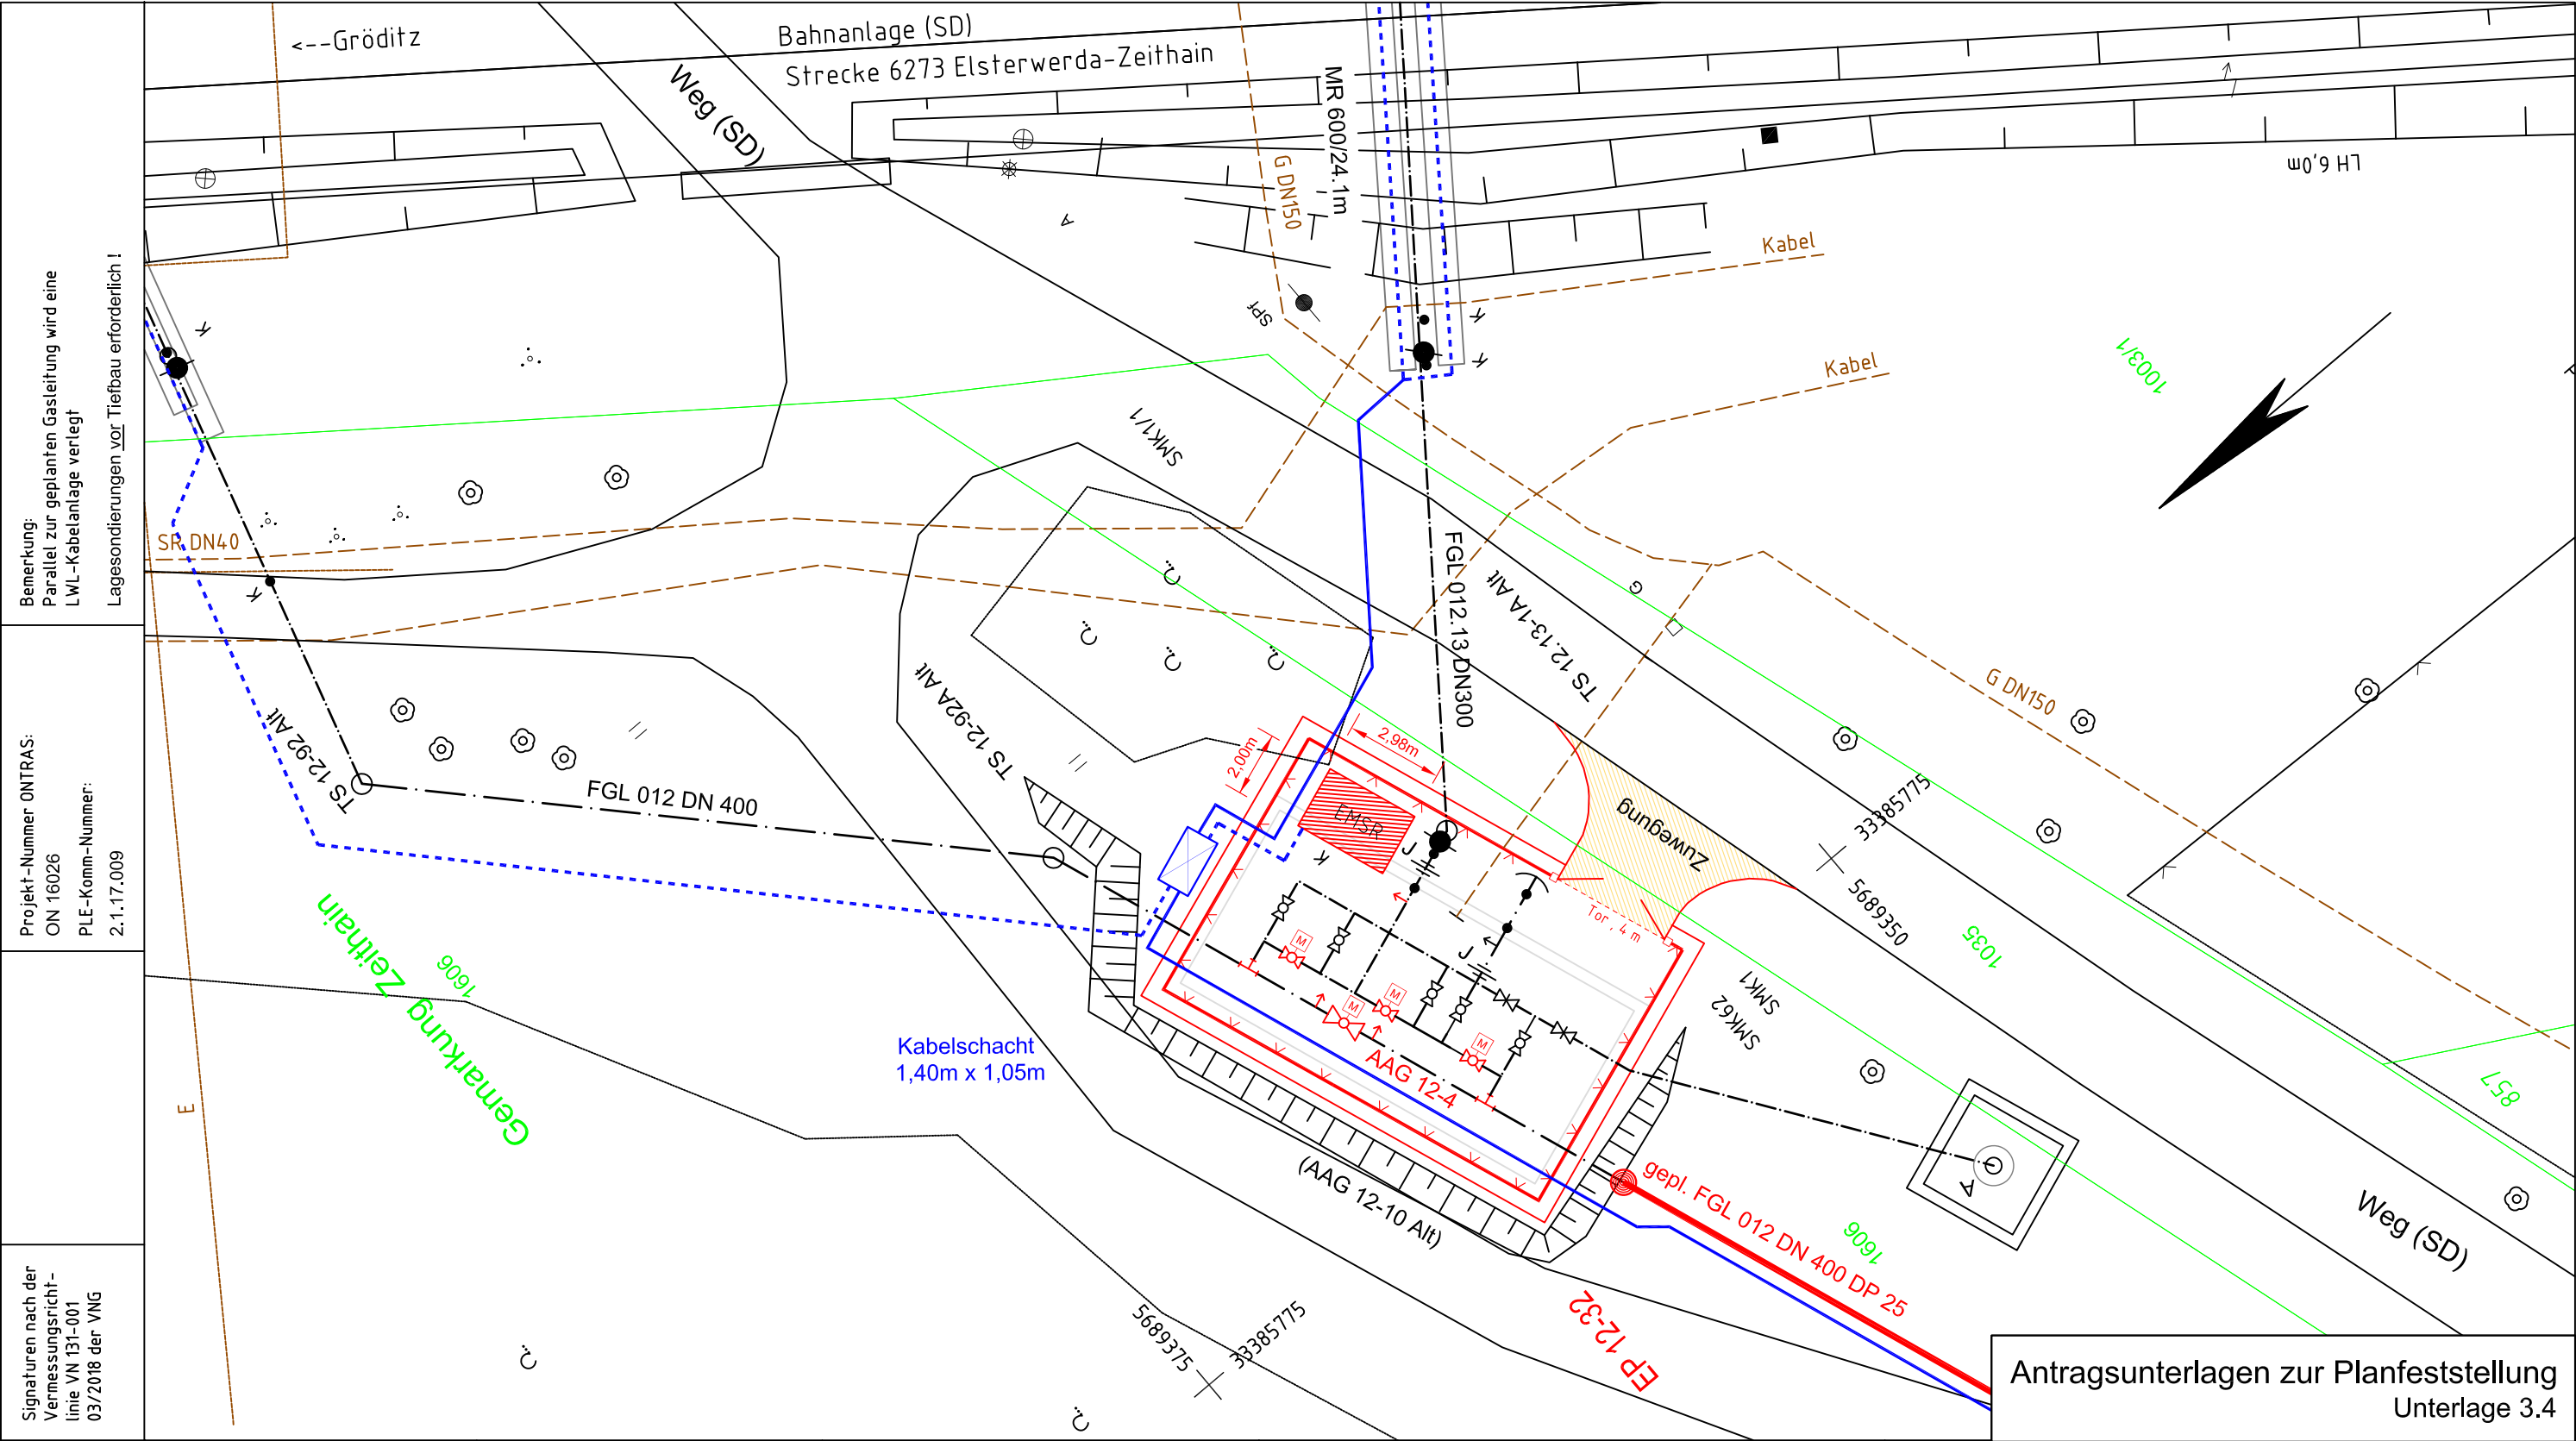 Bemerkung:
Parallel zur geplanten Gasleitung wird eine
LWL-Kabelanlage verlegt
Lagesondierungen vor Tiefbau erforderlich !
Projekt-Nummer ONTRAS:
ON 16026
PLE-Komm-Nummer:
2.1.17.009
Signaturen nach der
Vermessungsricht-
linie VN 131-001
03/2018 der VNG
<---Gröditz
Bahnanlage (SD)
Strecke 6273 Elsterwerda-Zeithain
Weg (SD)
G DN150
MR 600/24.1m
LH 6,0m
A
SPf
Kabel
Kabel
K
K
K
1003/1
SMK1/1
SR DN40
K
FGL 012.13 DN300
TS 12.13-1A Alt
G
G DN150
TS 12-92 Alt
TS 12-92A Alt
FGL 012 DN 400
2,00m
2,98m
EMSR
K
J
J
Zuwegung
Tor , 4 m
33385775
5689350
1035
857
SMK1
SMK62
M
M
M
M
AAG 12-4
Gemarkung Zeithain
1606
E
Kabelschacht
1,40m x 1,05m
(AAG 12-10 Alt)
gepl. FGL 012 DN 400 DP 25
1606
A
Weg (SD)
EP 12-32
5689375
33385775
Antragsunterlagen zur Planfeststellung
Unterlage 3.4